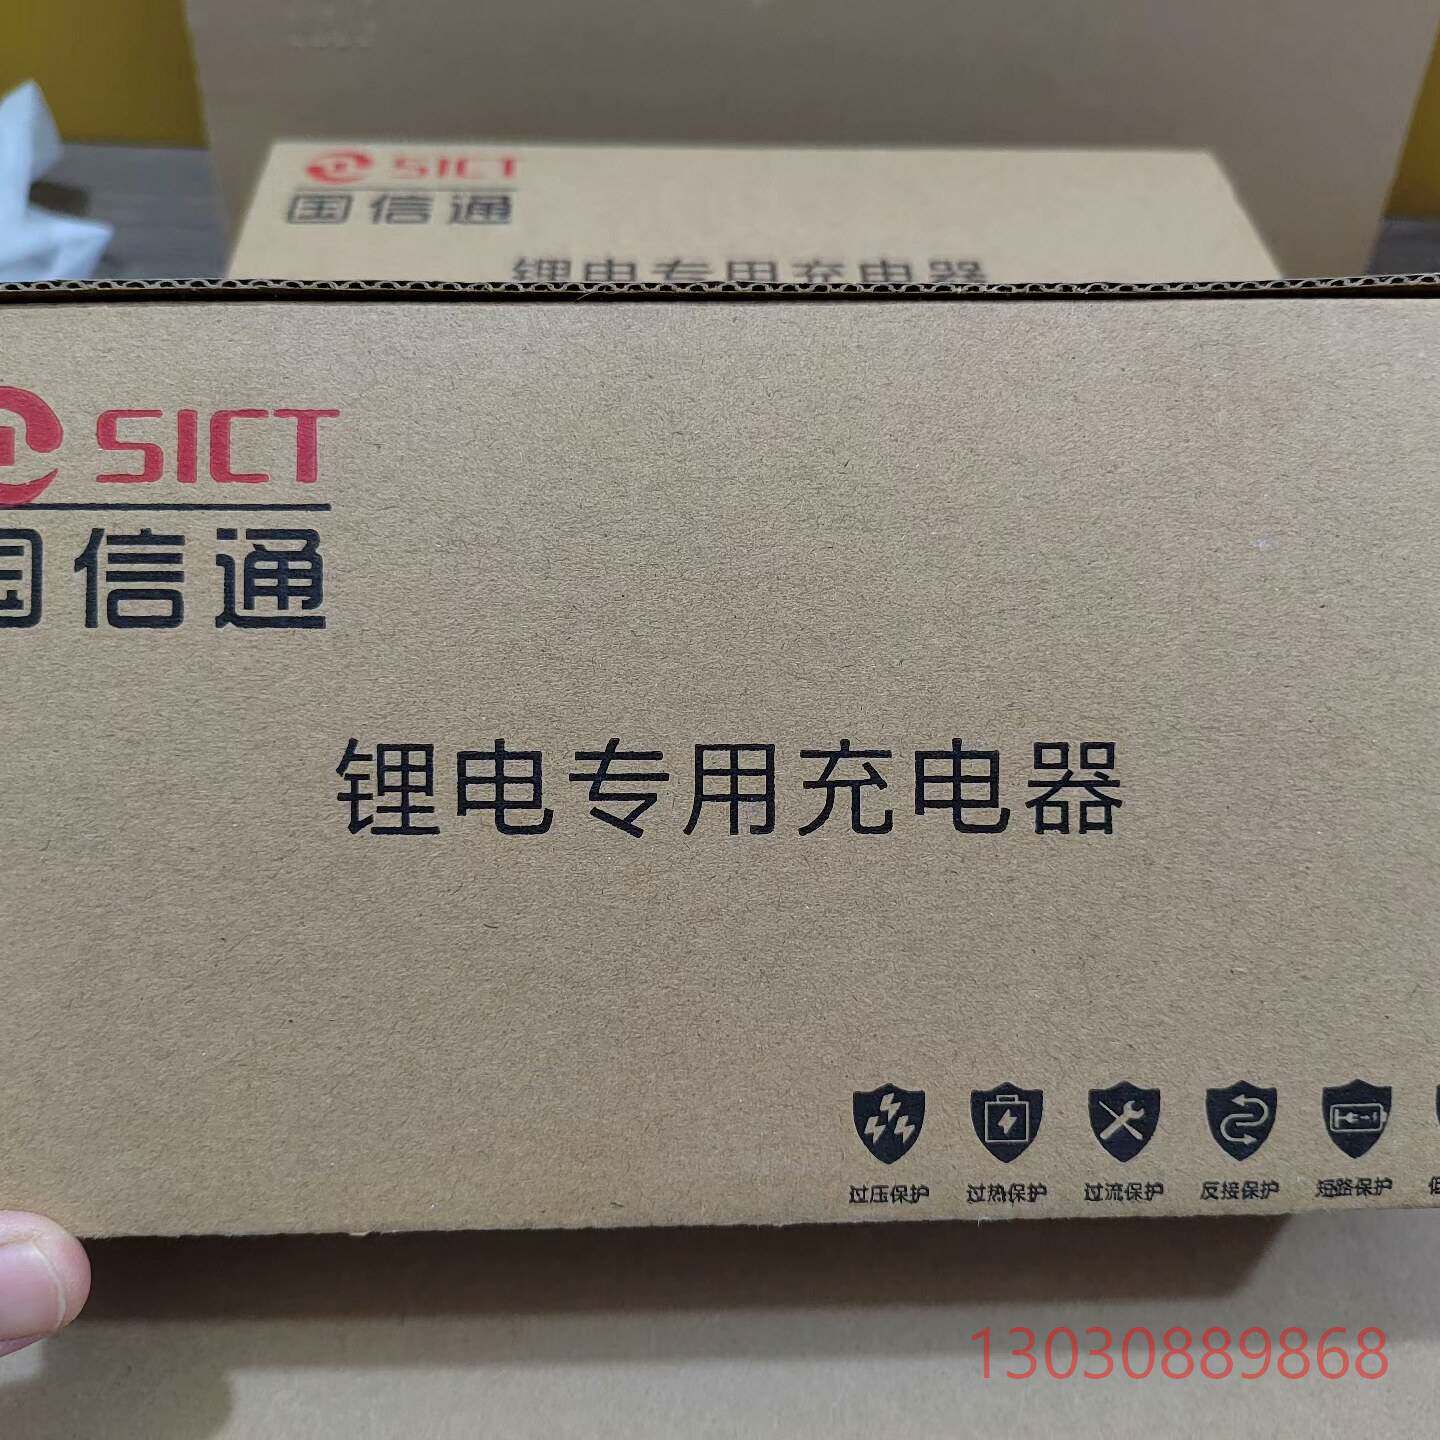 SICT
国信通
锂电专用充电器
SICT
国信通
锂电专用充电器
过压保护 过热保护 过流保护 反接保护 短路保护
13030889868